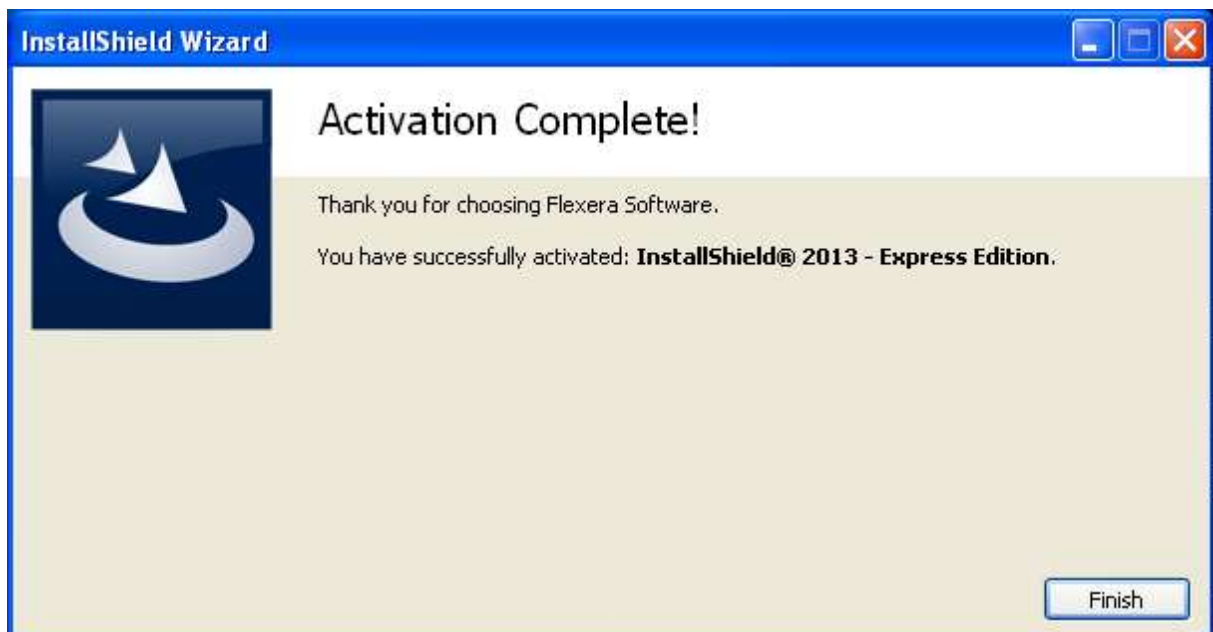 InstallShield Wizard
Activation Complete!
Thank you for choosing Flexera Software.
You have successfully activated: InstallShield® 2013 - Express Edition.
Finish